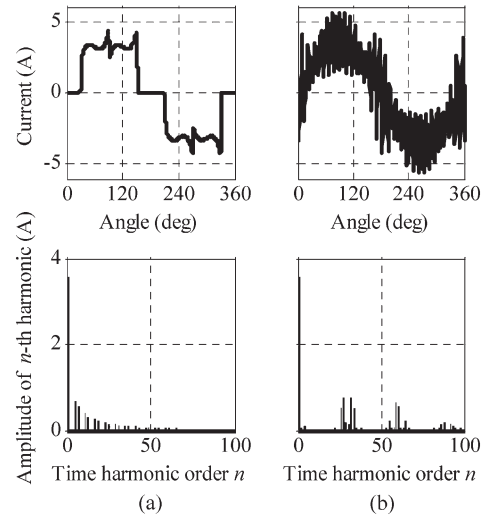 5
0
-5
Current (A)
0 120 240 360
0 120 240 360
Angle (deg)
Angle (deg)
4
2
0
Amplitude of n-th harmonic (A)
0 50 100
0 50 100
Time harmonic order n
Time harmonic order n
(a)
(b)